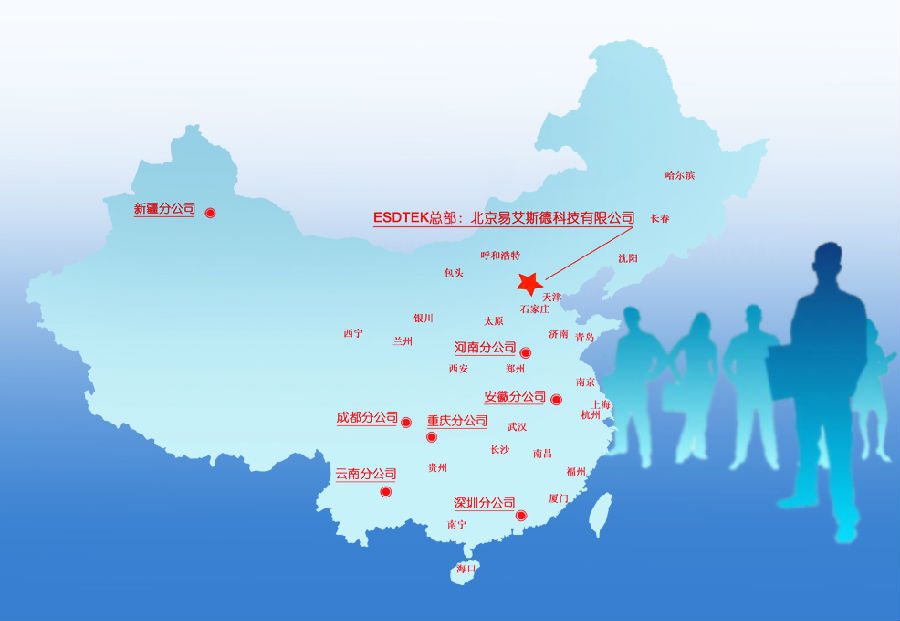 哈尔滨
新疆分公司
ESDTEK总部：北京易艾斯德科技有限公司
长春
呼和浩特
沈阳
包头
天津
石家庄
银川
太原
西宁
兰州
济南
青岛
河南分公司
西安
郑州
南京
安徽分公司
上海
杭州
成都分公司
重庆分公司
武汉
长沙
南昌
贵州
云南分公司
福州
深圳分公司
厦门
南宁
海口